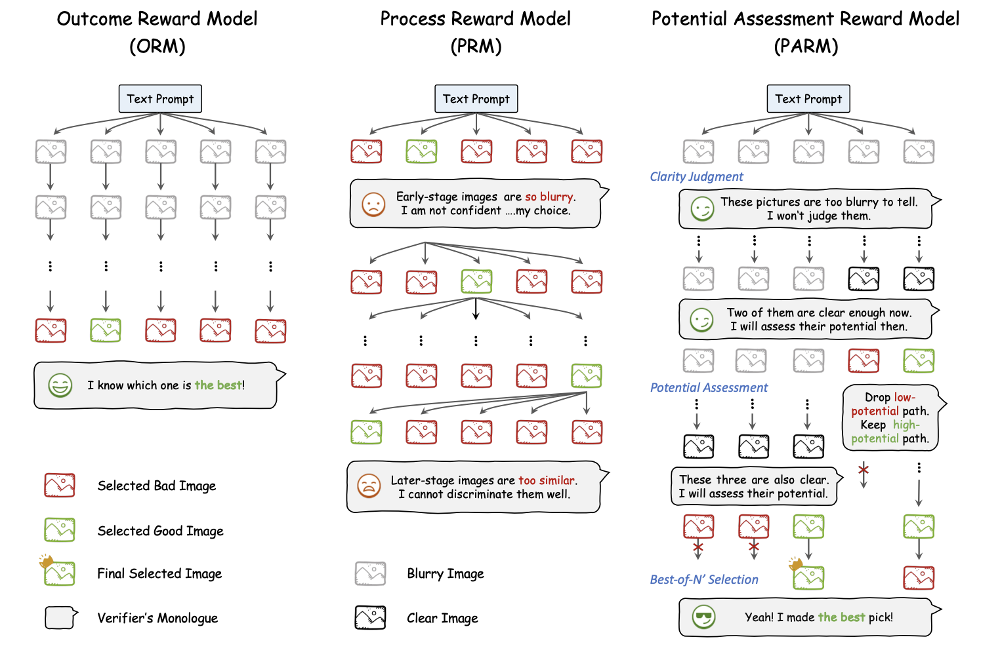 Outcome Reward Model
(ORM)
Text Prompt
I know which one is the best!
Selected Bad Image
Selected Good Image
Final Selected Image
Verifier's Monologue
Process Reward Model
(PRM)
Text Prompt
Early-stage images are so blurry.
I am not confident ....my choice.
Later-stage images are too similar.
I cannot discriminate them well.
Blurry Image
Clear Image
Potential Assessment Reward Model
(PARM)
Text Prompt
Clarity Judgment
These pictures are too blurry to tell.
I won't judge them.
Two of them are clear enough now.
I will assess their potential then.
Potential Assessment
Drop low-
potential path.
Keep high-
potential path.
These three are also clear.
I will assess their potential.
Best-of-N' Selection
Yeah! I made the best pick!